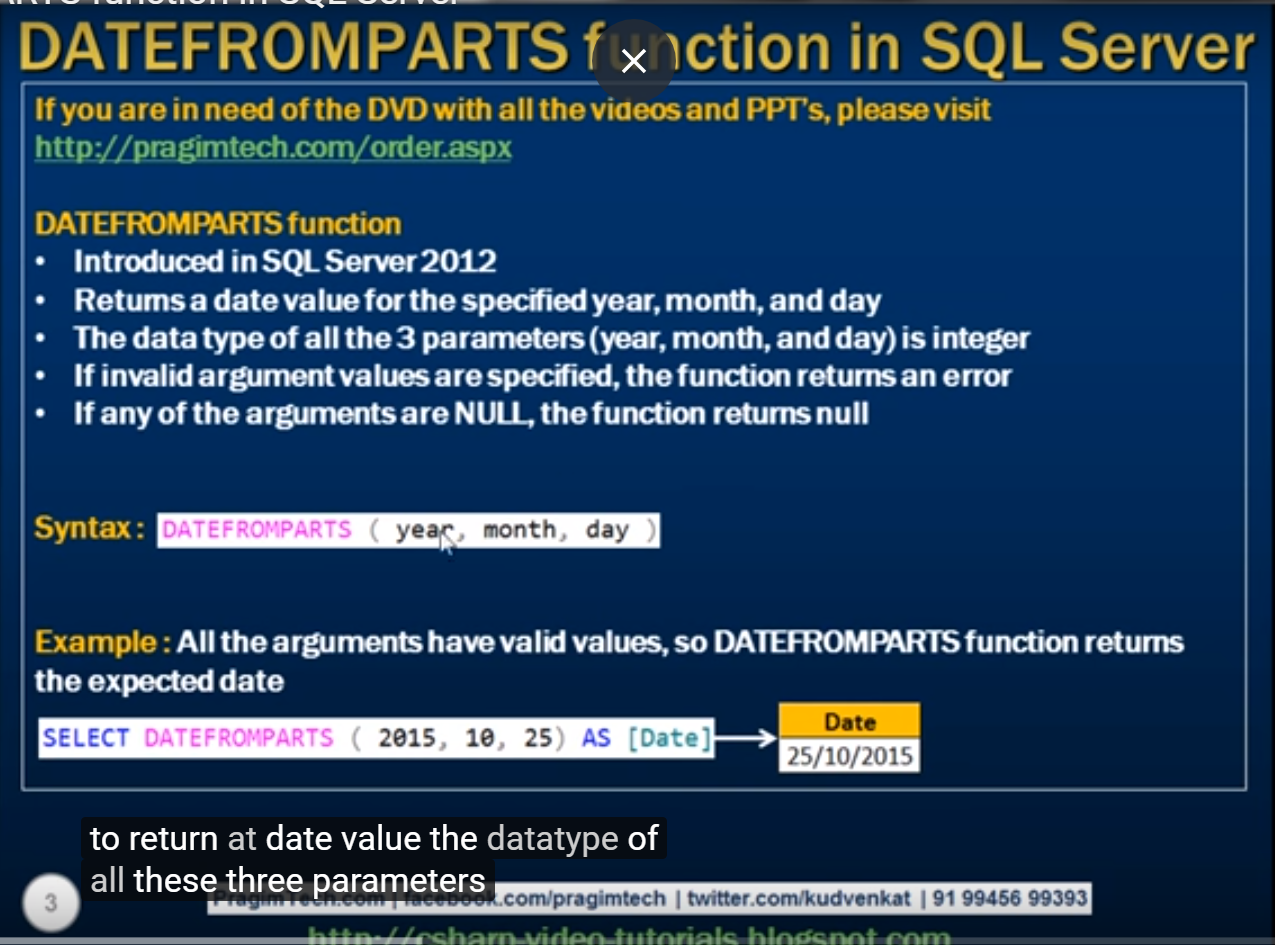 DATEFROMPARTS function in SQL Server
If you are in need of the DVD with all the videos and PPT's, please visit
http://pragimtech.com/order.aspx
DATEFROMPARTS function
• Introduced in SQL Server 2012
• Returns a date value for the specified year, month, and day
• The data type of all the 3 parameters (year, month, and day) is integer
• If invalid argument values are specified, the function returns an error
• If any of the arguments are NULL, the function returns null
Syntax : DATEFROMPARTS ( year, month, day )
Example : All the arguments have valid values, so DATEFROMPARTS function returns
the expected date
SELECT DATEFROMPARTS ( 2015, 10, 25) AS [Date]
Date
25/10/2015
to return at date value the datatype of
all these three parameters
3
PragimTech.com | facebook.com/pragimtech | twitter.com/kudvenkat | 91 99456 99393
http://csharp-video-tutorials.blogspot.com